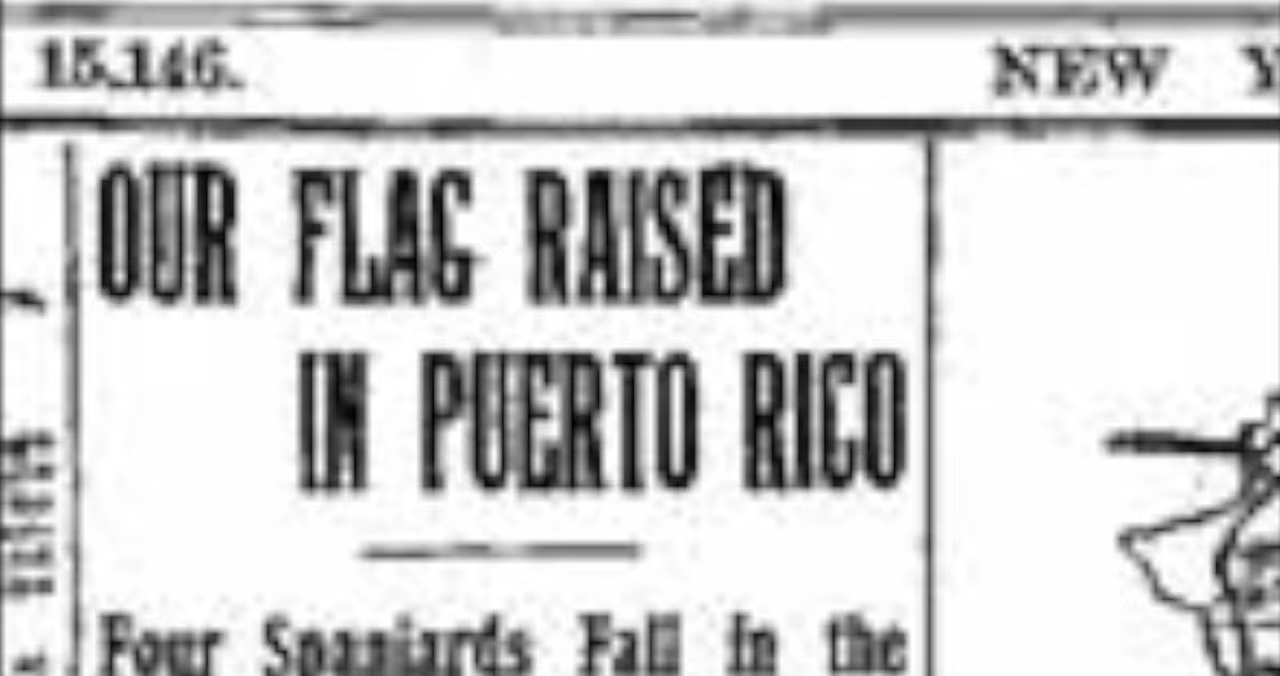 15,146.
NEW Y
OUR FLAG RAISED
IN PUERTO RICO
Four Spaniards Fall in the